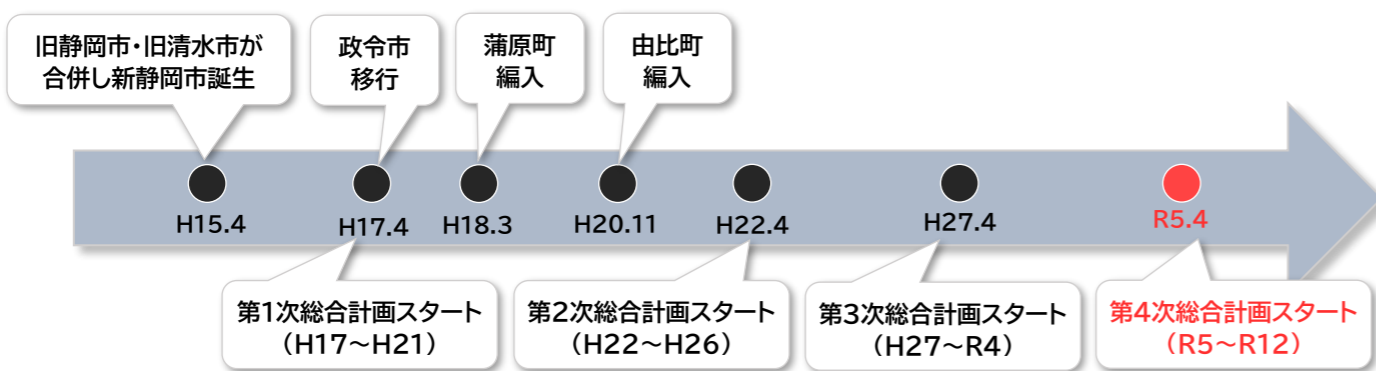 旧静岡市・旧清水市が
合併し新静岡市誕生
政令市
移行
蒲原町
編入
由比町
編入
H15.4
H17.4
H18.3
H20.11
H22.4
H27.4
R5.4
第1次総合計画スタート
（H17～H21）
第2次総合計画スタート
（H22～H26）
第3次総合計画スタート
（H27～R4）
第4次総合計画スタート
（R5～R12）